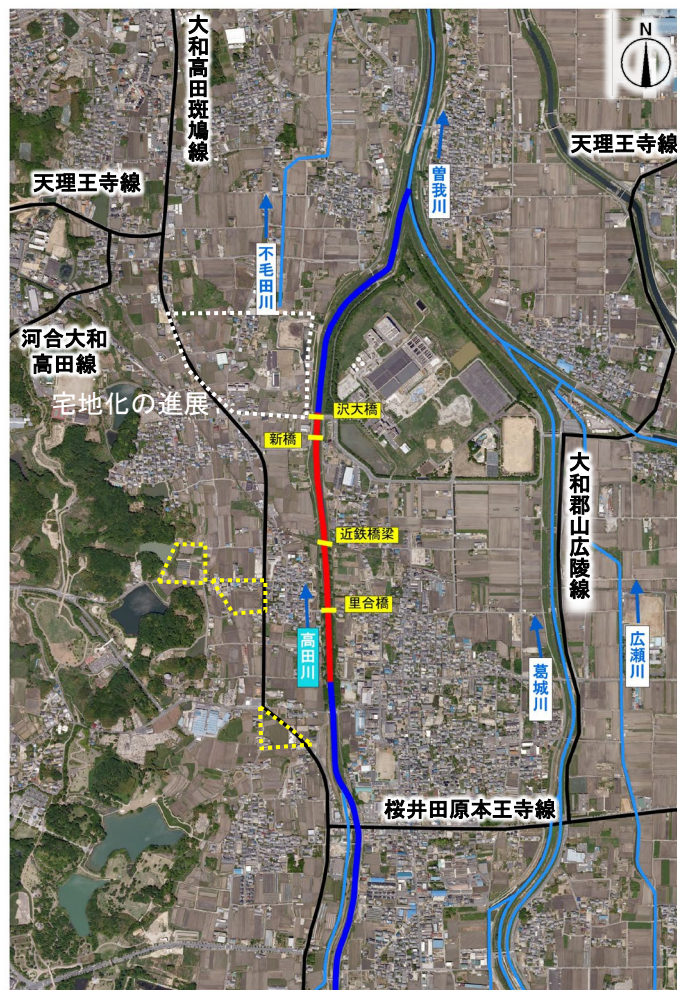 N
大和高田斑鳩線
天理王寺線
天理王寺線
曽我川
不毛田川
河合大和
高田線
宅地化の進展
沢大橋
新橋
大和郡山広陵線
近鉄橋梁
里合橋
高田川
広瀬川
葛城川
桜井田原本王寺線